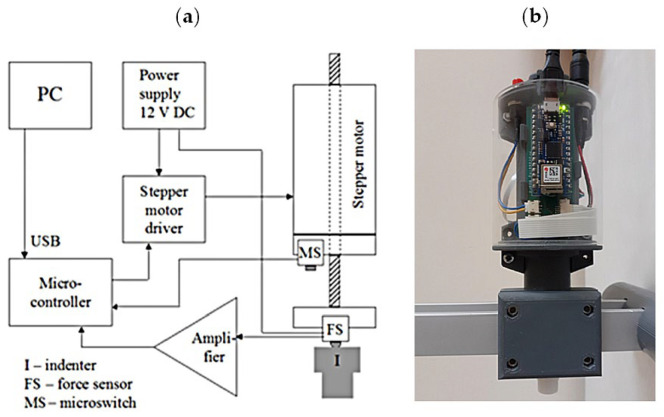 (a)
(b)
PC
Power
supply
12 V DC
Stepper motor
Stepper
motor
driver
USB
MS
Micro-
controller
FS
Ampli-
fier
I
I – indenter
FS – force sensor
MS – microswitch